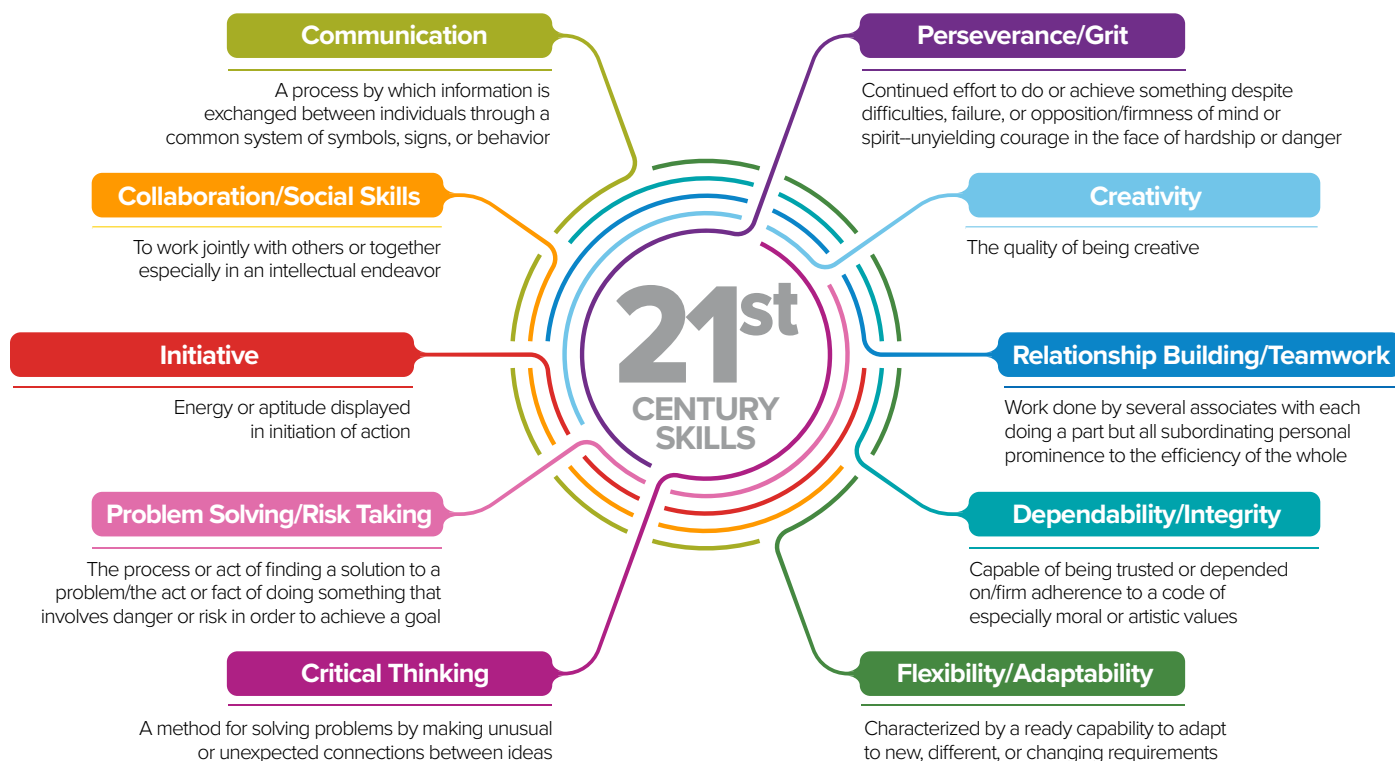 Communication
A process by which information is
exchanged between individuals through a
common system of symbols, signs, or behavior
Collaboration/Social Skills
To work jointly with others or together
especially in an intellectual endeavor
Initiative
Energy or aptitude displayed
in initiation of action
Problem Solving/Risk Taking
The process or act of finding a solution to a
problem/the act or fact of doing something that
involves danger or risk in order to achieve a goal
Critical Thinking
A method for solving problems by making unusual
or unexpected connections between ideas
21st
CENTURY
SKILLS
Perseverance/Grit
Continued effort to do or achieve something despite
difficulties, failure, or opposition/firmness of mind or
spirit–unyielding courage in the face of hardship or danger
Creativity
The quality of being creative
Relationship Building/Teamwork
Work done by several associates with each
doing a part but all subordinating personal
prominence to the efficiency of the whole
Dependability/Integrity
Capable of being trusted or depended
on/firm adherence to a code of
especially moral or artistic values
Flexibility/Adaptability
Characterized by a ready capability to adapt
to new, different, or changing requirements